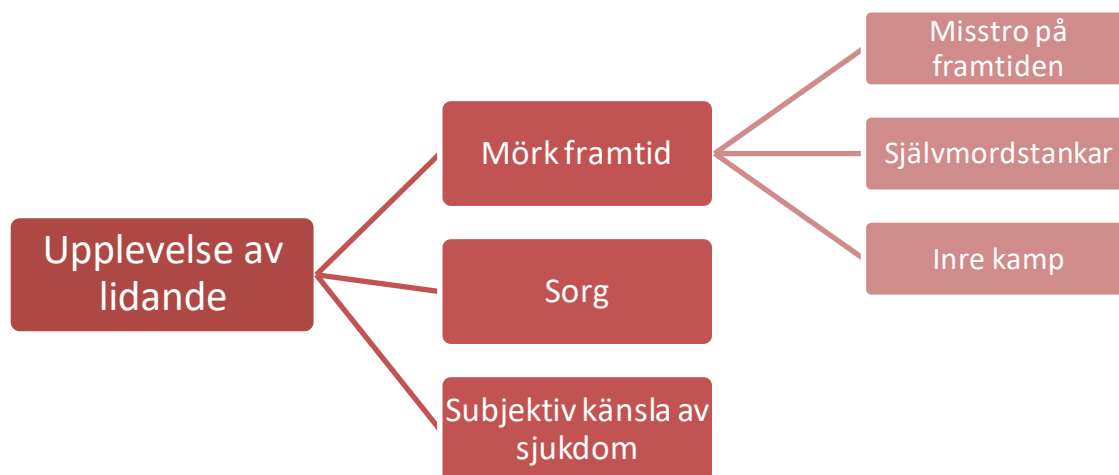 Upplevelse av
lidande
Mörk framtid
Sorg
Subjektiv känsla av
sjukdom
Misstro på
framtiden
Självmordstankar
Inre kamp